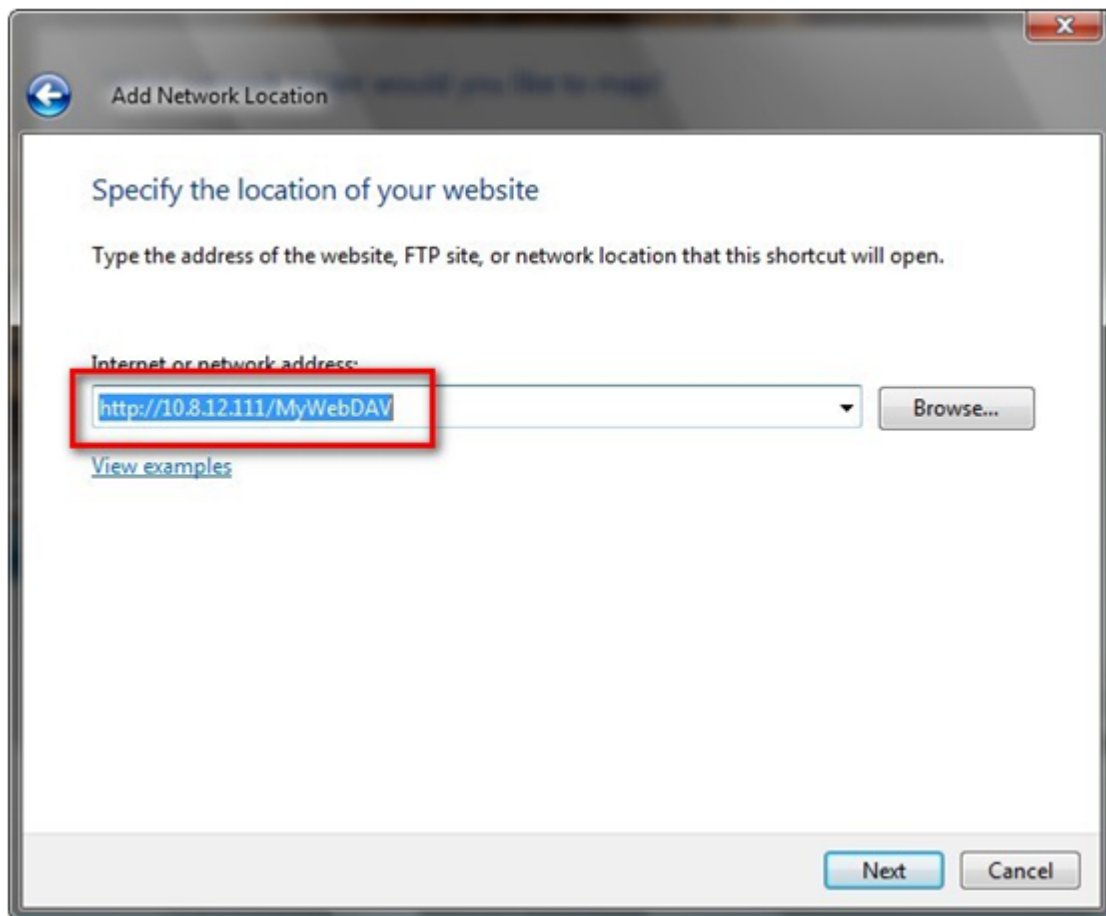 Add Network Location
Specify the location of your website
Type the address of the website, FTP site, or network location that this shortcut will open.
Internet or network address:
http://10.8.12.111/MyWebDAV
Browse...
View examples
Next
Cancel